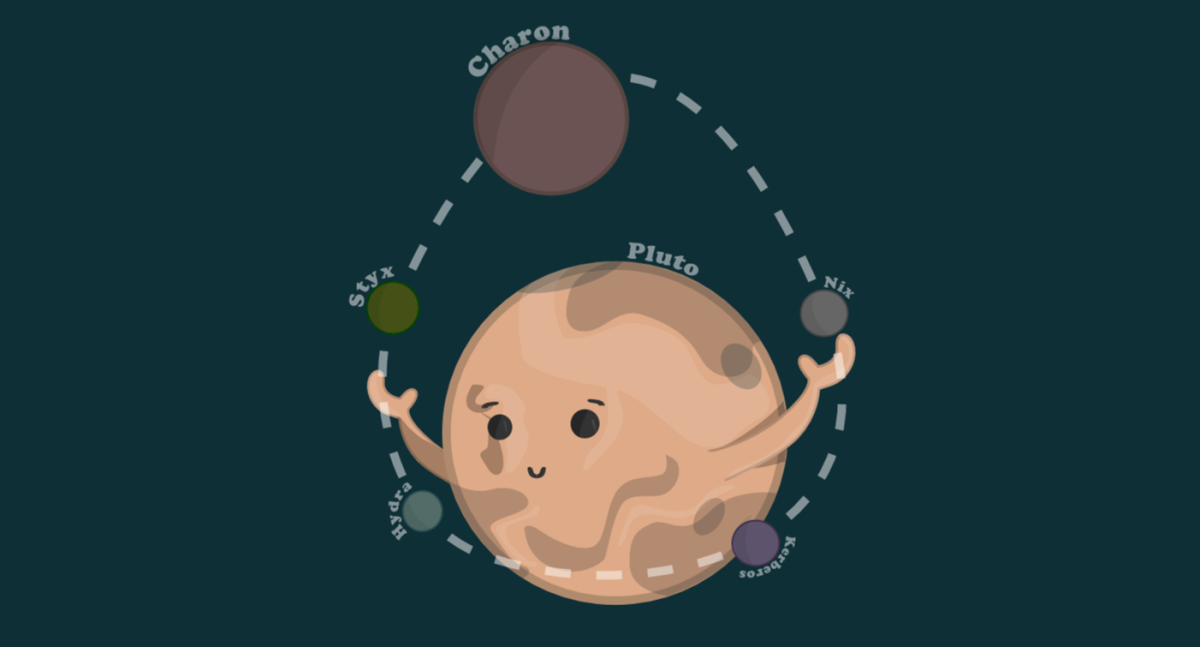 Charon
Pluto
Styx
Nix
Hydra
Kerberos